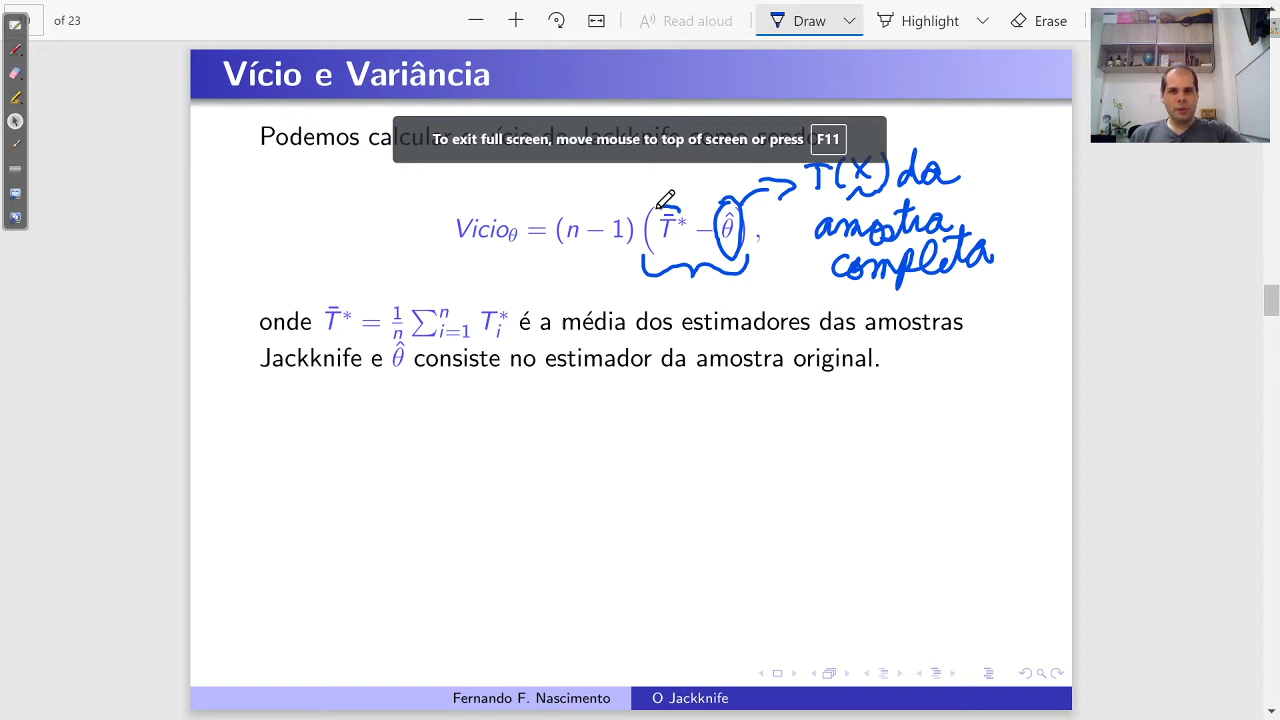 of 23
Read aloud
Draw
Highlight
Erase
Vício e Variância
Podemos cal
To exit full screen, move mouse to top of screen or press F11
T(X) da
amostra
completa
Vicio_θ = (n − 1) (T̄* − θ̂) ,
onde T̄* = 1/n ∑ᵢ₌₁ⁿ Tᵢ* é a média dos estimadores das amostras
Jackknife e θ̂ consiste no estimador da amostra original.
Fernando F. Nascimento
O Jackknife